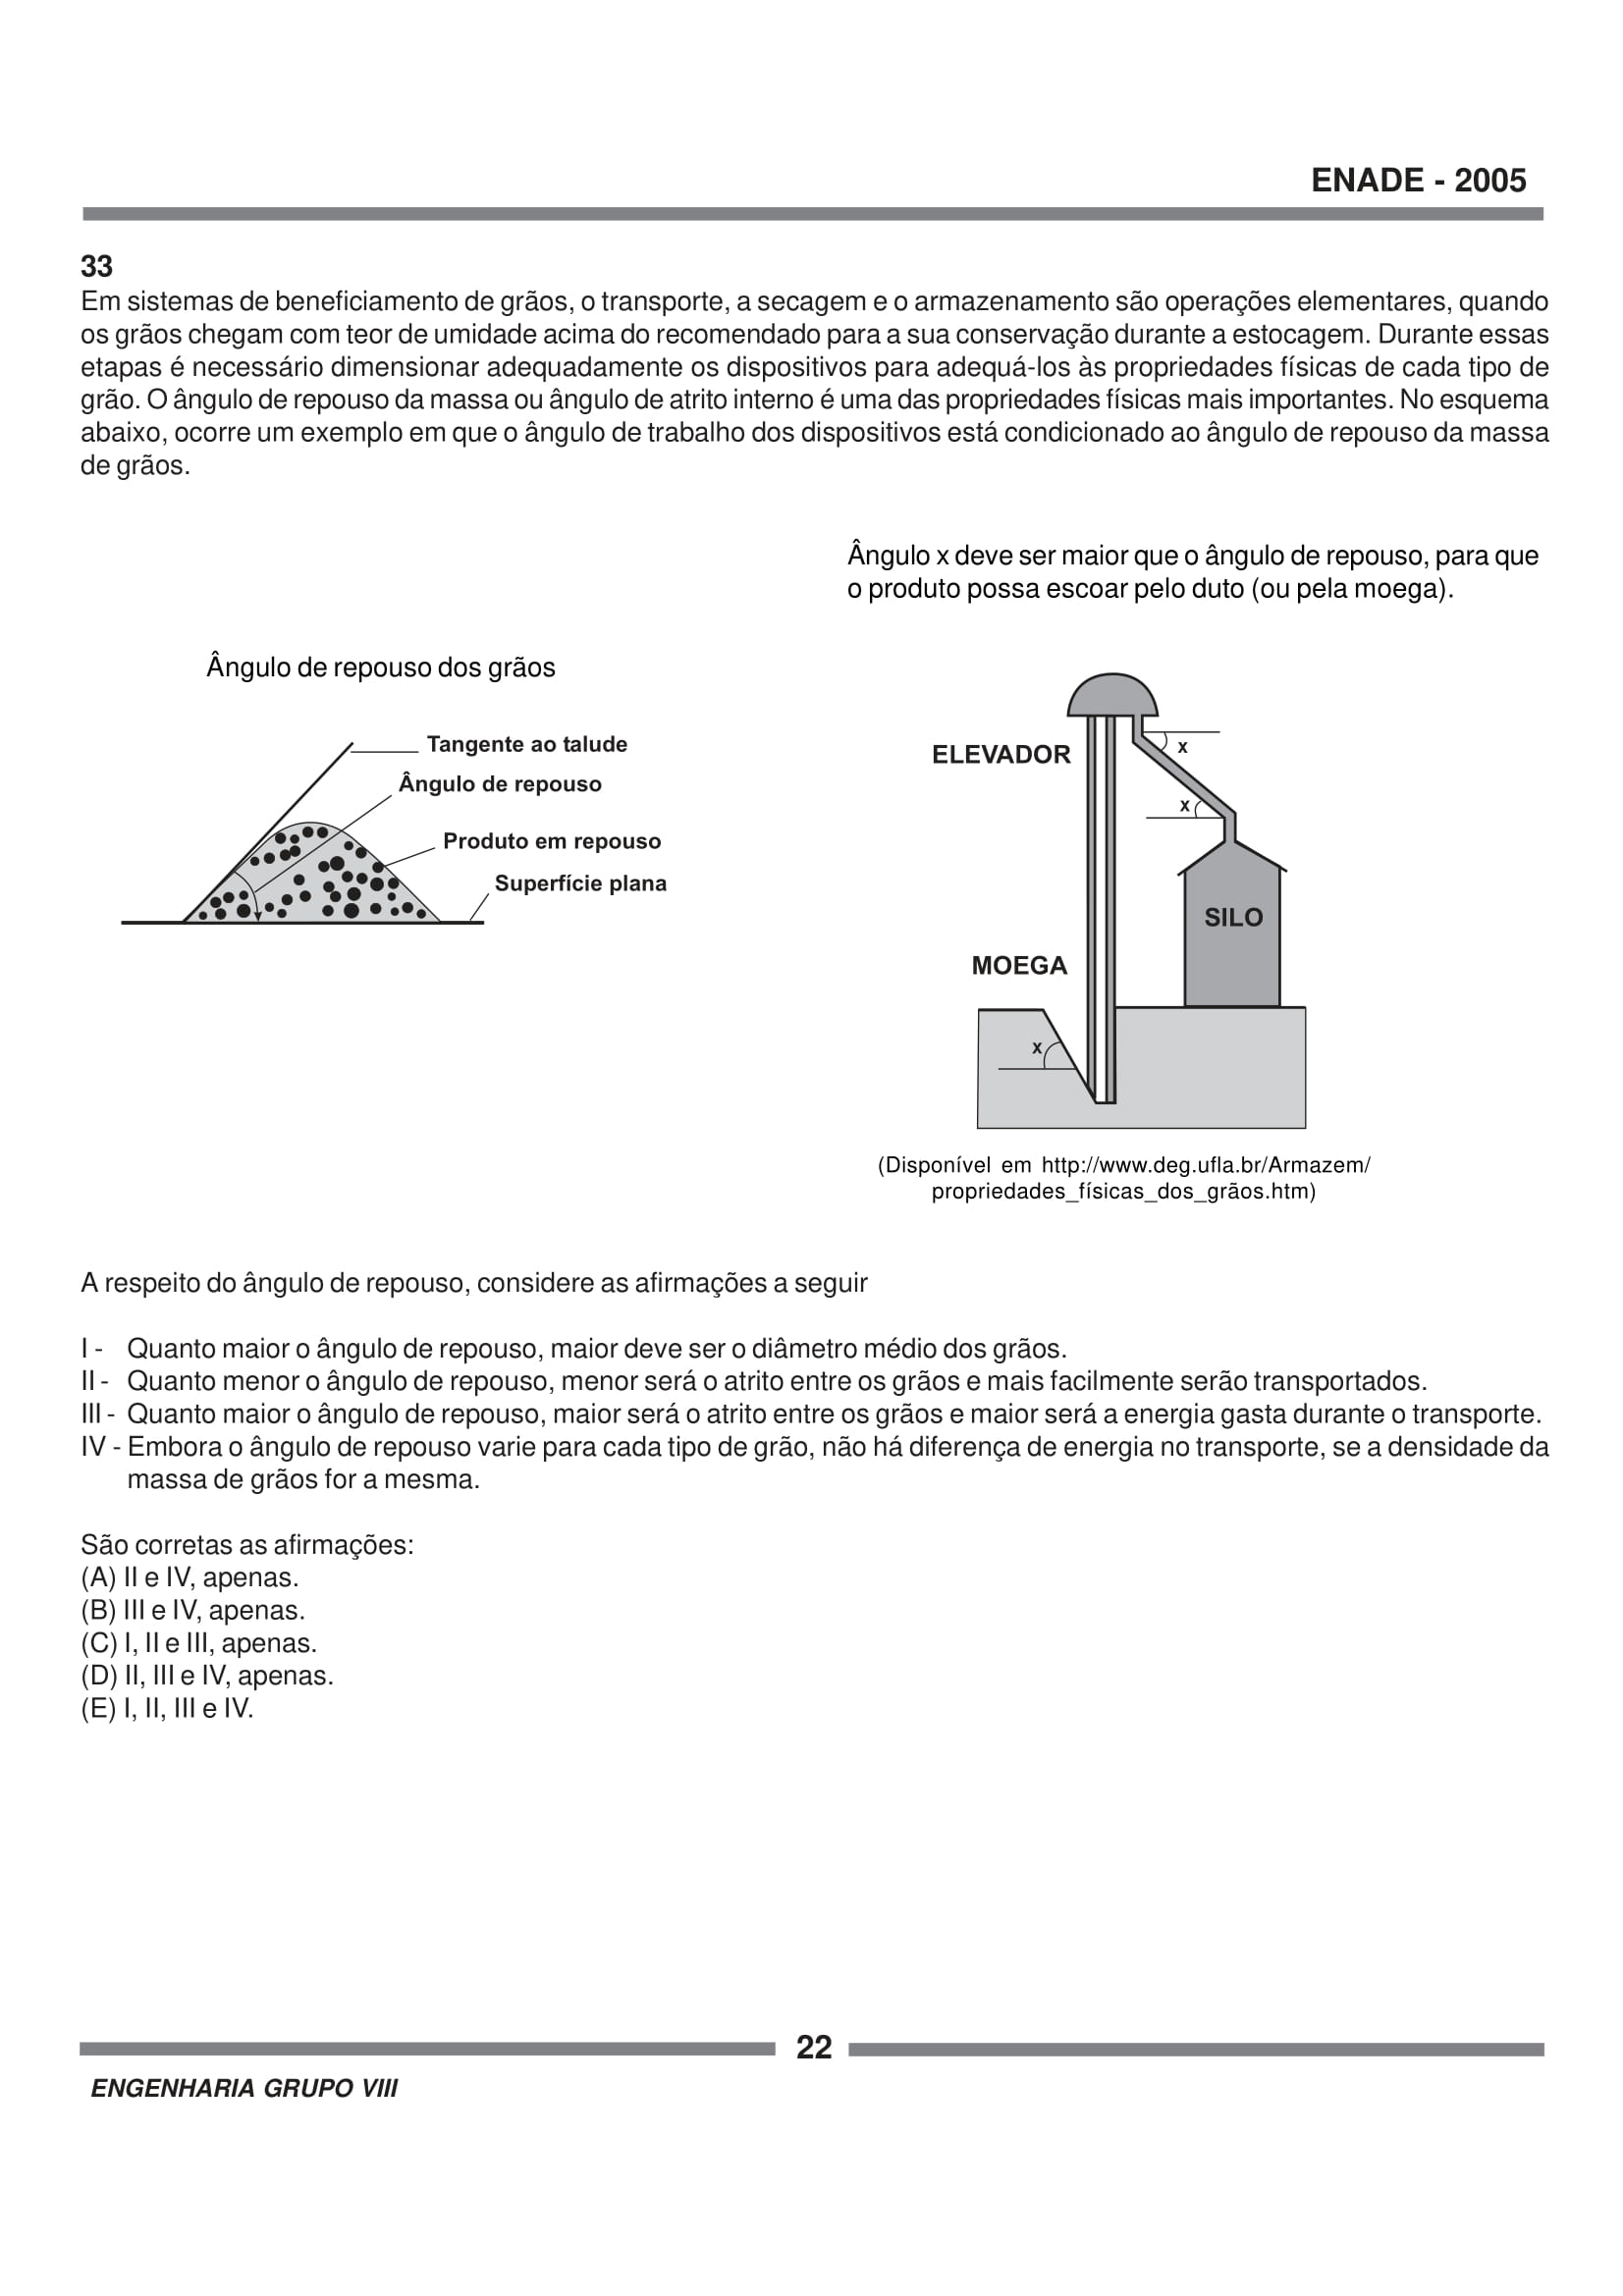 ENADE - 2005
33
Em sistemas de beneficiamento de grãos, o transporte, a secagem e o armazenamento são operações elementares, quando
os grãos chegam com teor de umidade acima do recomendado para a sua conservação durante a estocagem. Durante essas
etapas é necessário dimensionar adequadamente os dispositivos para adequá-los às propriedades físicas de cada tipo de
grão. O ângulo de repouso da massa ou ângulo de atrito interno é uma das propriedades físicas mais importantes. No esquema
abaixo, ocorre um exemplo em que o ângulo de trabalho dos dispositivos está condicionado ao ângulo de repouso da massa
de grãos.
Ângulo x deve ser maior que o ângulo de repouso, para que
o produto possa escoar pelo duto (ou pela moega).
Ângulo de repouso dos grãos
Tangente ao talude
Ângulo de repouso
Produto em repouso
Superfície plana
ELEVADOR
x
x
SILO
MOEGA
x
(Disponível em http://www.deg.ufla.br/Armazem/
propriedades_físicas_dos_grãos.htm)
A respeito do ângulo de repouso, considere as afirmações a seguir
I - Quanto maior o ângulo de repouso, maior deve ser o diâmetro médio dos grãos.
II - Quanto menor o ângulo de repouso, menor será o atrito entre os grãos e mais facilmente serão transportados.
III - Quanto maior o ângulo de repouso, maior será o atrito entre os grãos e maior será a energia gasta durante o transporte.
IV - Embora o ângulo de repouso varie para cada tipo de grão, não há diferença de energia no transporte, se a densidade da
massa de grãos for a mesma.
São corretas as afirmações:
(A) II e IV, apenas.
(B) III e IV, apenas.
(C) I, II e III, apenas.
(D) II, III e IV, apenas.
(E) I, II, III e IV.
22
ENGENHARIA GRUPO VIII